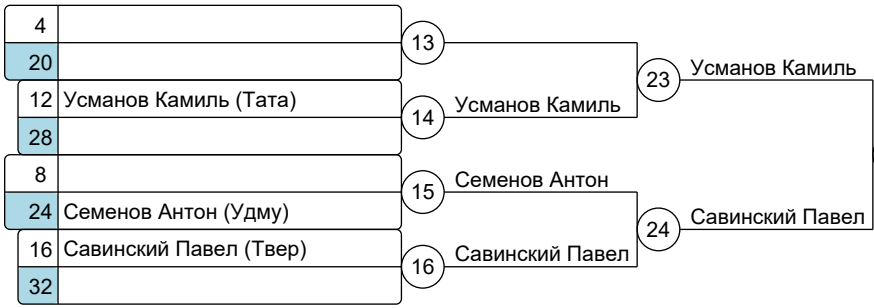 4
13
20
23 Усманов Камиль
12 Усманов Камиль (Тата)
14 Усманов Камиль
28
8
15 Семенов Антон
24 Семенов Антон (Удму)
24 Савинский Павел
16 Савинский Павел (Твер)
16 Савинский Павел
32